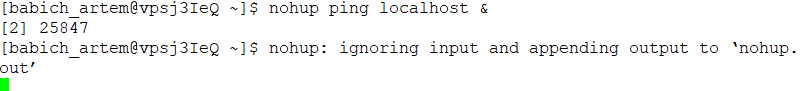 [babich_artem@vpsj3IeQ ~]$ nohup ping localhost &
[2] 25847
[babich_artem@vpsj3IeQ ~]$ nohup: ignoring input and appending output to ‘nohup.
out’